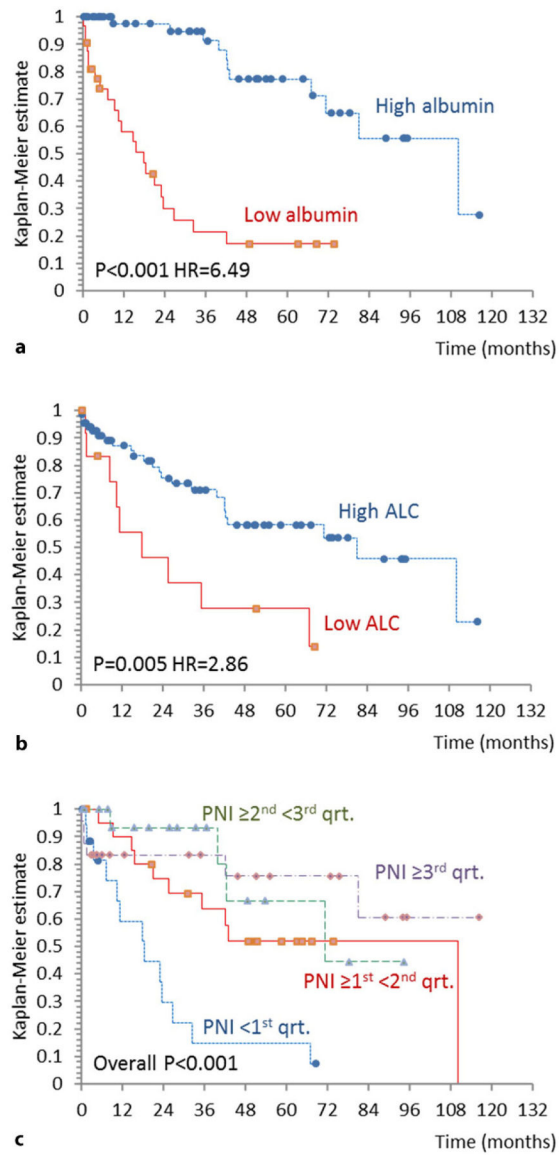 Kaplan-Meier estimate
1
0.9
0.8
0.7
0.6
0.5
0.4
0.3
0.2
0.1
0
High albumin
Low albumin
P<0.001 HR=6.49
0 12 24 36 48 60 72 84 96 108 120 132
Time (months)
a
Kaplan-Meier estimate
1
0.9
0.8
0.7
0.6
0.5
0.4
0.3
0.2
0.1
0
High ALC
Low ALC
P=0.005 HR=2.86
0 12 24 36 48 60 72 84 96 108 120 132
Time (months)
b
Kaplan-Meier estimate
1
0.9
0.8
0.7
0.6
0.5
0.4
0.3
0.2
0.1
0
PNI ≥2nd <3rd qrt.
PNI ≥3rd qrt.
PNI ≥1st <2nd qrt.
PNI <1st qrt.
Overall P<0.001
0 12 24 36 48 60 72 84 96 108 120 132
Time (months)
c